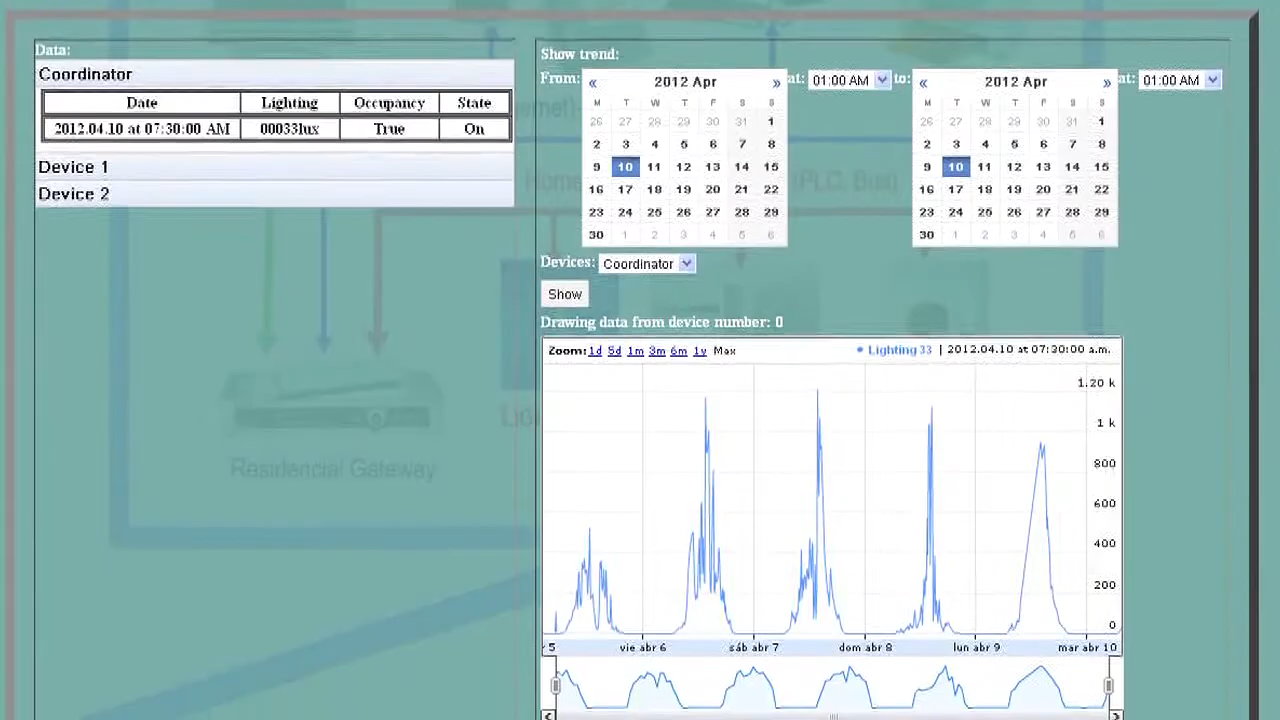 Data:
Coordinator
Date Lighting Occupancy State
2012.04.10 at 07:30:00 AM 00033lux True On
Device 1
Device 2
Show trend:
From: at: 01:00 AM to: at: 01:00 AM
« 2012 Apr »
M T W T F S S
26 27 28 29 30 31 1
2 3 4 5 6 7 8
9 10 11 12 13 14 15
16 17 18 19 20 21 22
23 24 25 26 27 28 29
30 1 2 3 4 5 6
« 2012 Apr »
M T W T F S S
26 27 28 29 30 31 1
2 3 4 5 6 7 8
9 10 11 12 13 14 15
16 17 18 19 20 21 22
23 24 25 26 27 28 29
30 1 2 3 4 5 6
Devices: Coordinator
Show
Drawing data from device number: 0
Zoom: 1d 5d 1m 3m 6m 1y Max
Lighting 33 | 2012.04.10 at 07:30:00 a.m.
1.20 k
1 k
800
600
400
200
0
5 vie abr 6 sáb abr 7 dom abr 8 lun abr 9 mar abr 10
Residencial Gateway